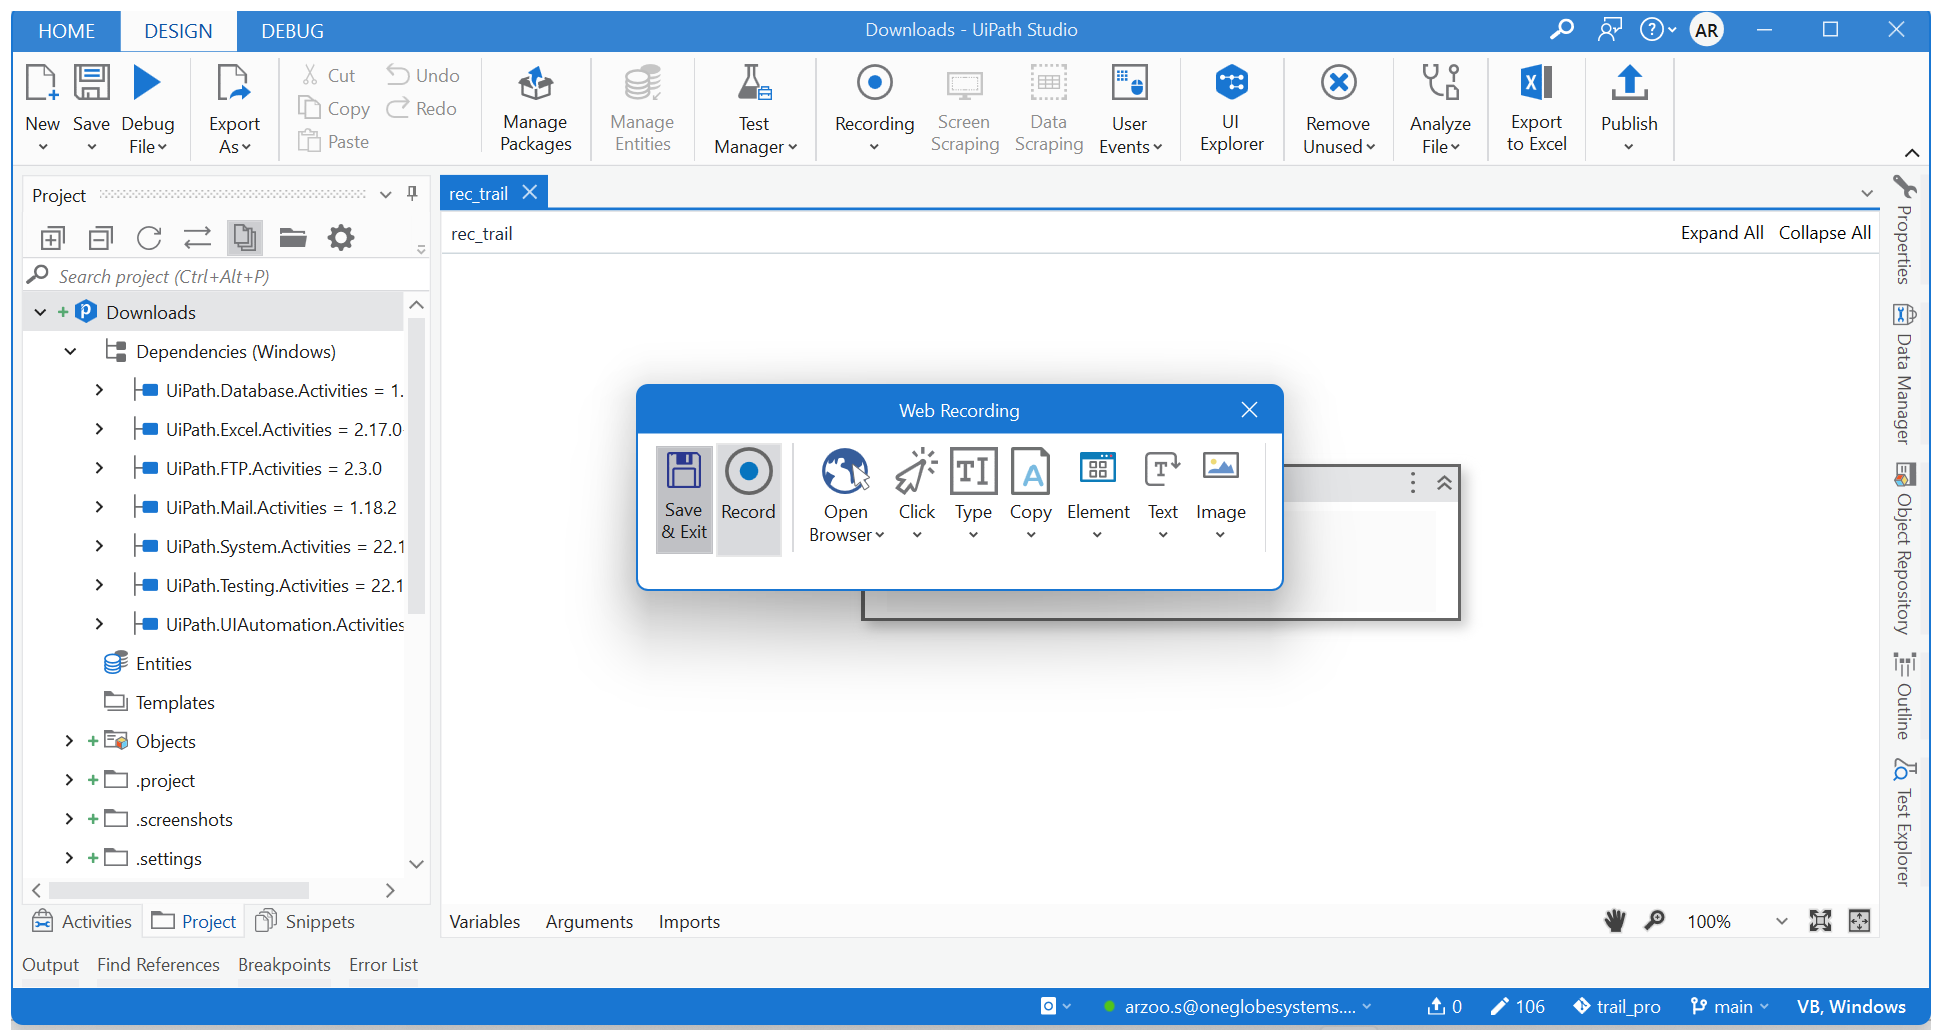 HOME DESIGN DEBUG Downloads - UiPath Studio AR
New Save Debug File Export As Cut Copy Paste Undo Redo Manage Packages Manage Entities Test Manager Recording Screen Scraping Data Scraping User Events UI Explorer Remove Unused Analyze File Export to Excel Publish
Project
Search project (Ctrl+Alt+P)
Downloads
Dependencies (Windows)
UiPath.Database.Activities = 1.
UiPath.Excel.Activities = 2.17.0
UiPath.FTP.Activities = 2.3.0
UiPath.Mail.Activities = 1.18.2
UiPath.System.Activities = 22.1
UiPath.Testing.Activities = 22.1
UiPath.UIAutomation.Activities
Entities
Templates
Objects
.project
.screenshots
.settings
Activities Project Snippets
rec_trail
rec_trail Expand All Collapse All
Web Recording
Save & Exit Record Open Browser Click Type Copy Element Text Image
Variables Arguments Imports 100%
Properties
Data Manager
Object Repository
Outline
Test Explorer
Output Find References Breakpoints Error List
arzoo.s@oneglobesystems.... 0 106 trail_pro main VB, Windows